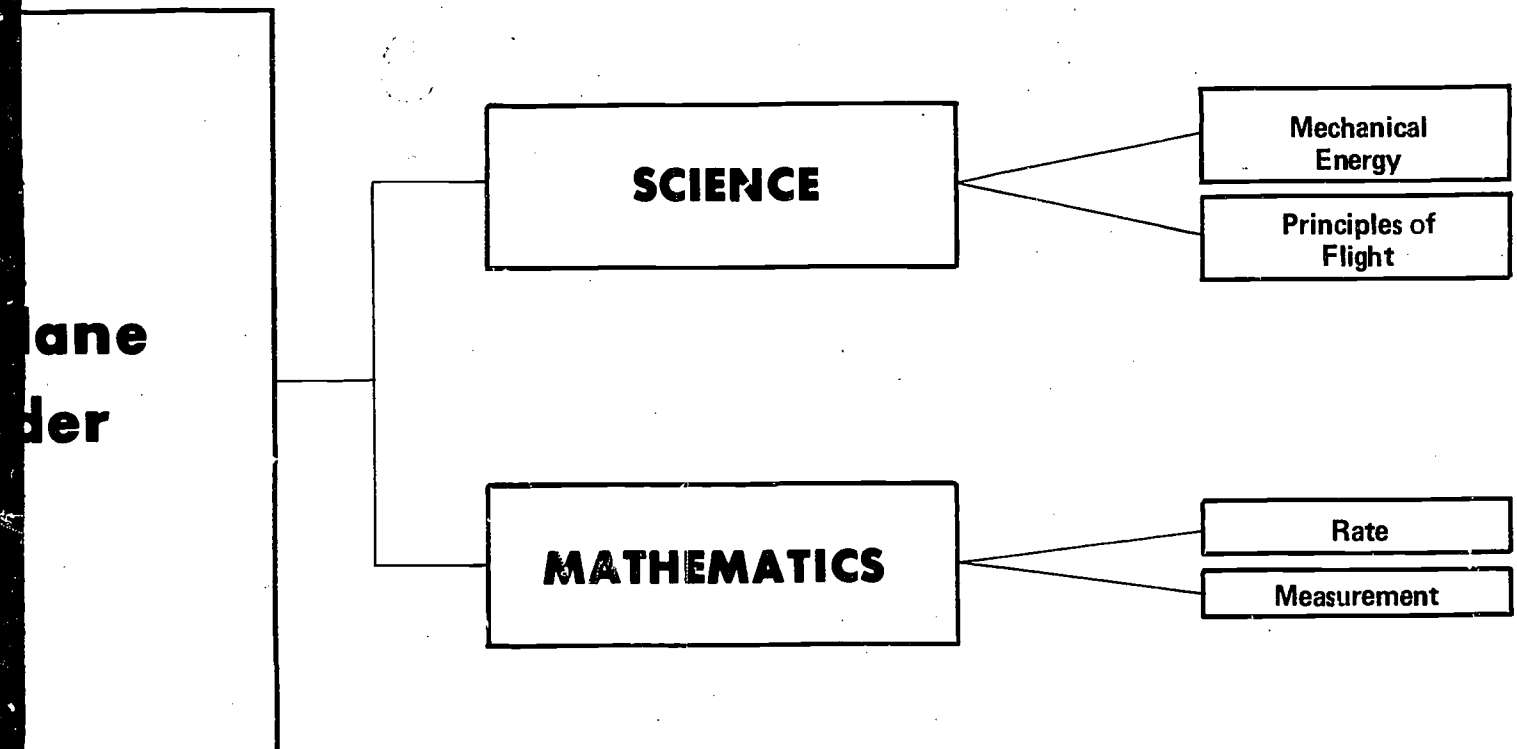 lane
der
SCIENCE
Mechanical
Energy
Principles of
Flight
MATHEMATICS
Rate
Measurement